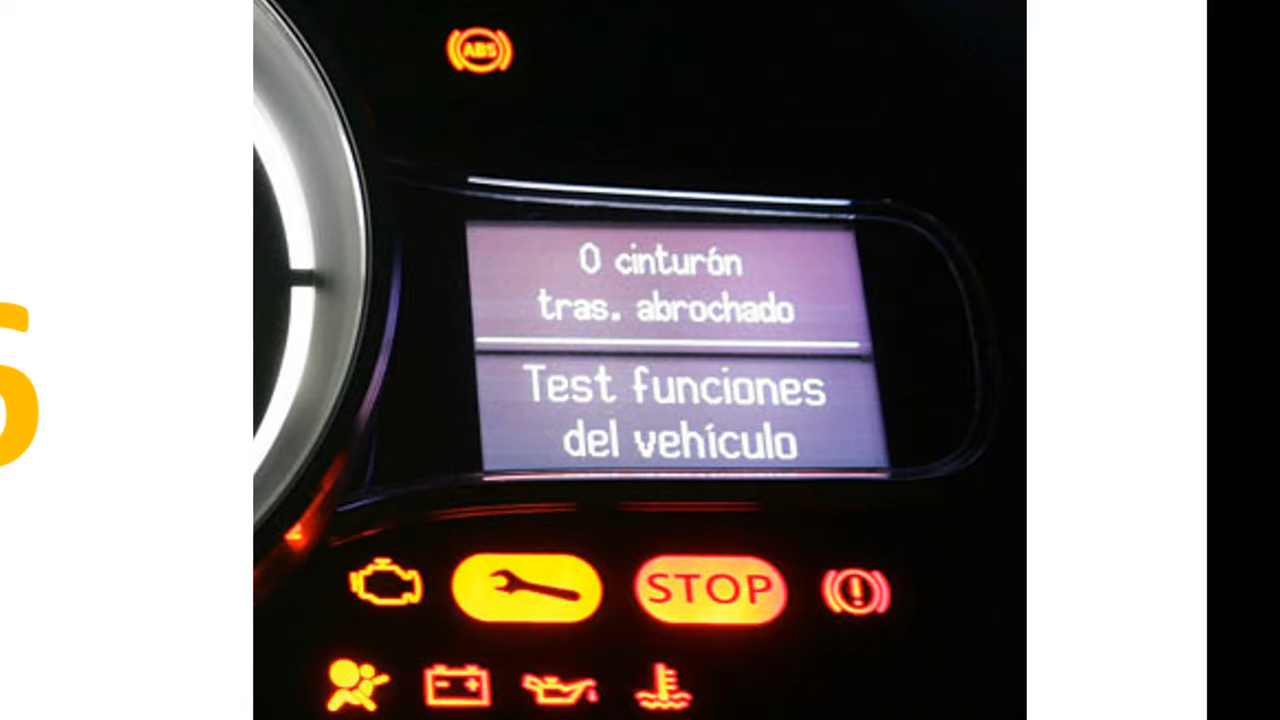 ABS
0 cinturón
tras. abrochado
Test funciones
del vehículo
STOP